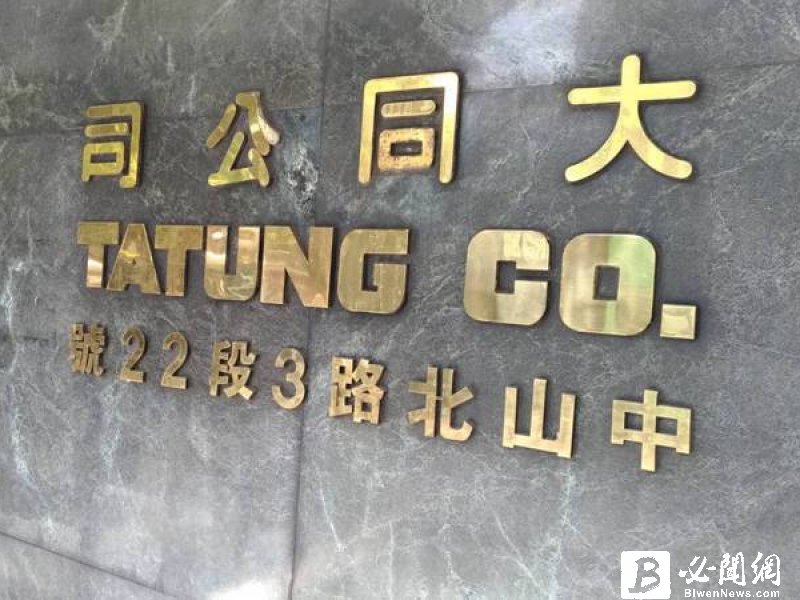 大同公司
TATUNG CO.
中山北路3段22號
B 必聞網
BiwenNews.com